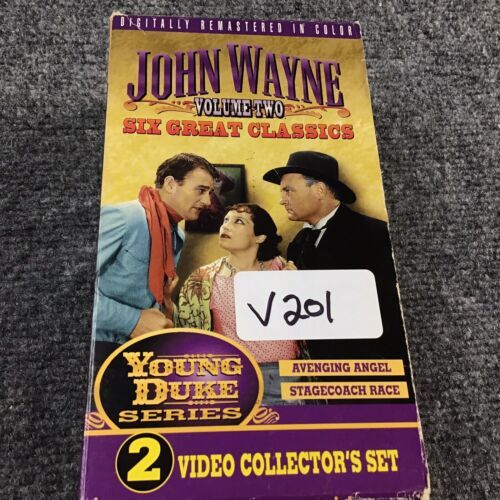 DIGITALLY REMASTERED IN COLOR
JOHN WAYNE
VOLUME TWO
SIX GREAT CLASSICS
V201
YOUNG
DUKE
SERIES
AVENGING ANGEL
STAGECOACH RACE
2 VIDEO COLLECTOR'S SET